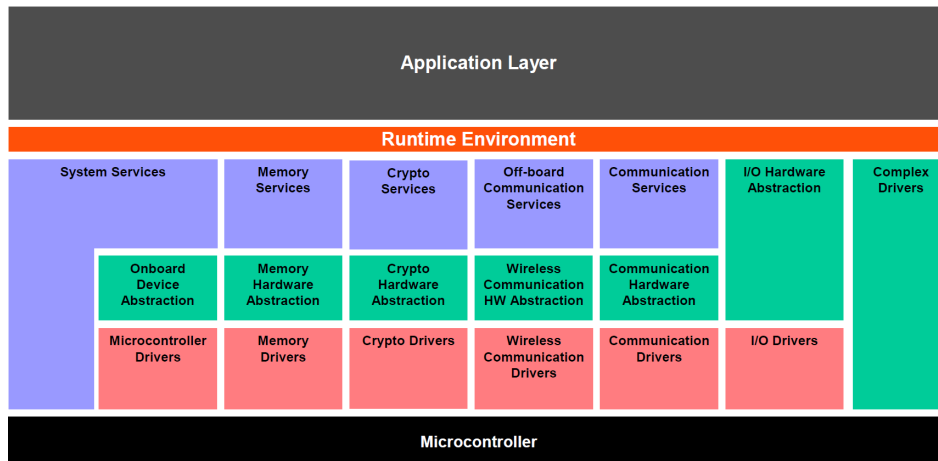 Application Layer
Runtime Environment
System Services
Memory
Services
Crypto
Services
Off-board
Communication
Services
Communication
Services
I/O Hardware
Abstraction
Complex
Drivers
Onboard
Device
Abstraction
Memory
Hardware
Abstraction
Crypto
Hardware
Abstraction
Wireless
Communication
HW Abstraction
Communication
Hardware
Abstraction
Microcontroller
Drivers
Memory
Drivers
Crypto Drivers
Wireless
Communication
Drivers
Communication
Drivers
I/O Drivers
Microcontroller